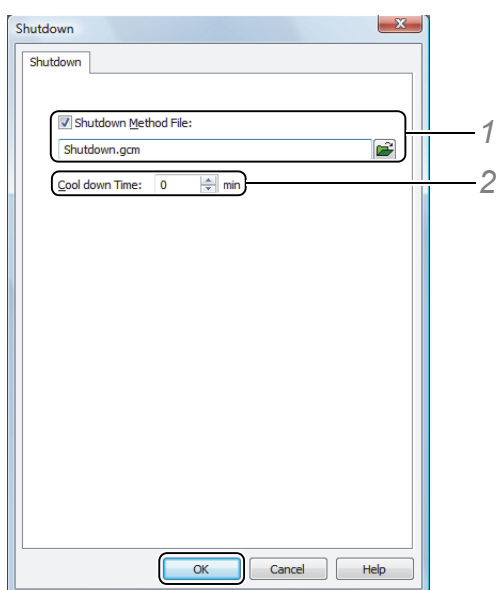 Shutdown
Shutdown
Shutdown Method File:
1
Shutdown.gcm
Cool down Time: 0 min
2
OK Cancel Help